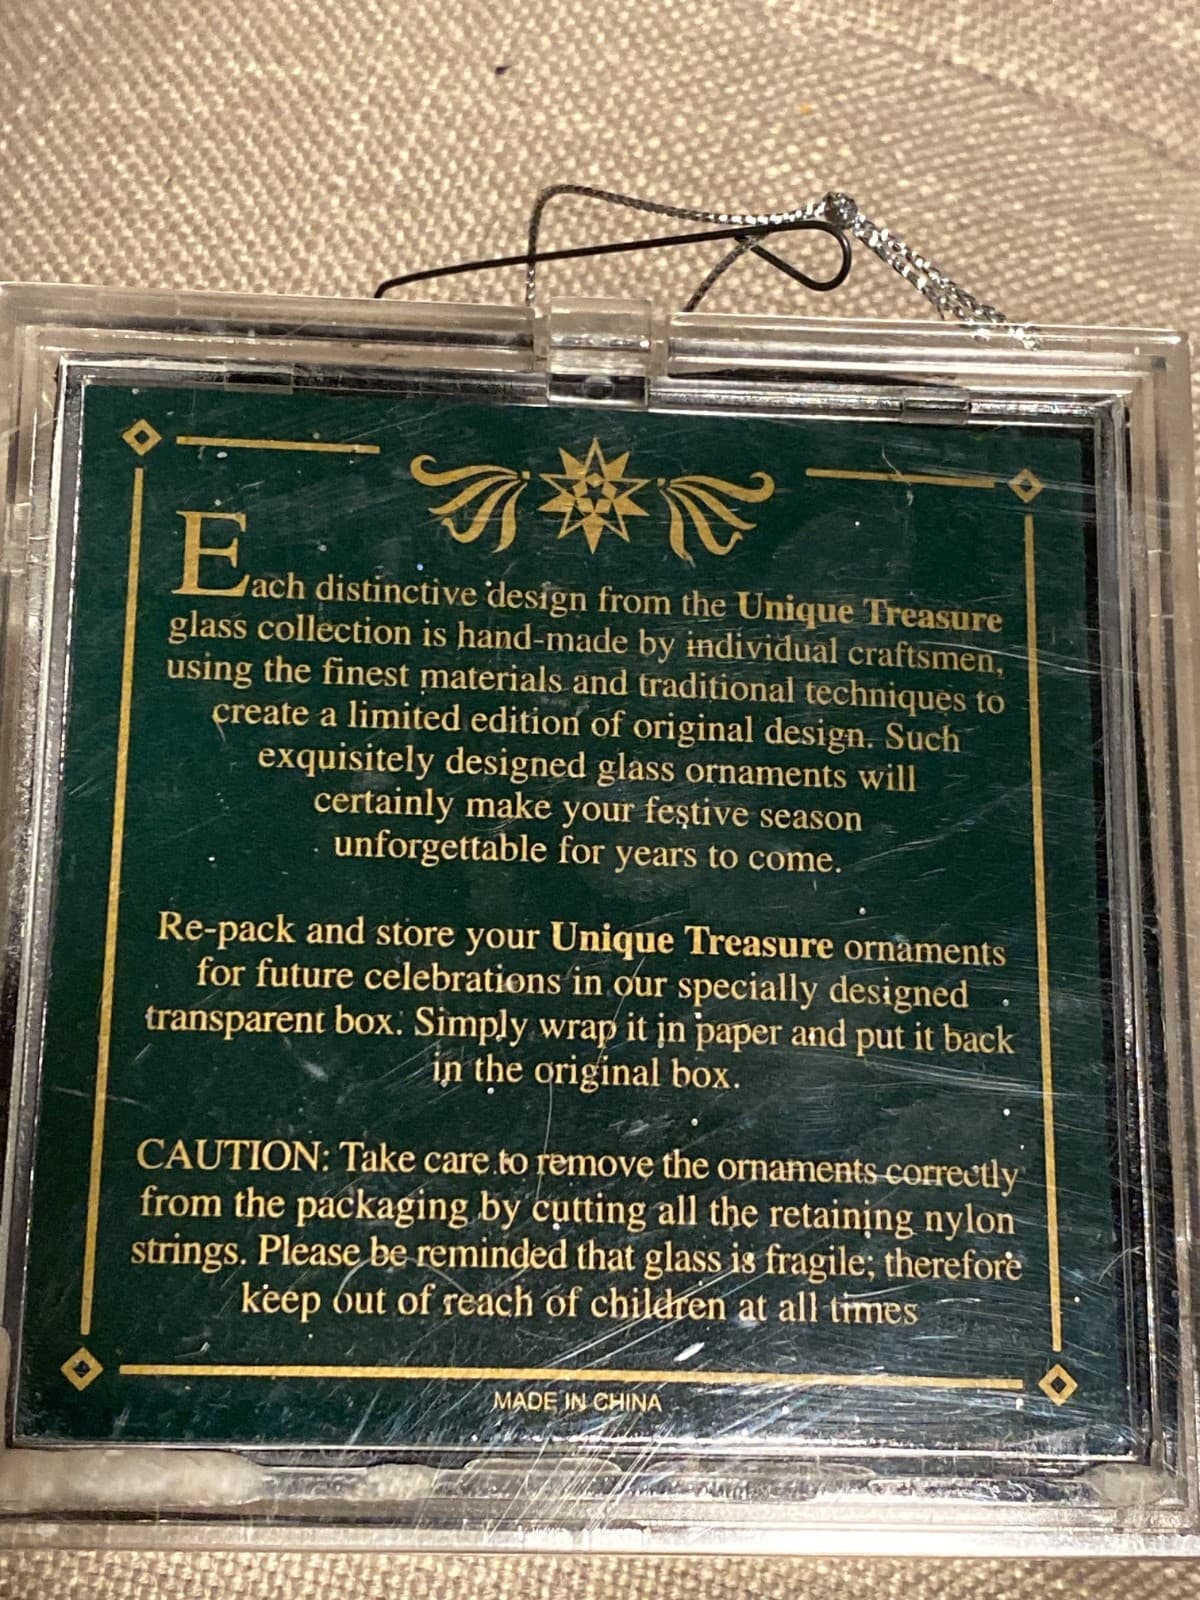 Each distinctive design from the Unique Treasure
glass collection is hand-made by individual craftsmen,
using the finest materials and traditional techniques to
create a limited edition of original design. Such
exquisitely designed glass ornaments will
certainly make your festive season
unforgettable for years to come.
Re-pack and store your Unique Treasure ornaments
for future celebrations in our specially designed
transparent box. Simply wrap it in paper and put it back
in the original box.
CAUTION: Take care to remove the ornaments correctly
from the packaging by cutting all the retaining nylon
strings. Please be reminded that glass is fragile; therefore
keep out of reach of children at all times
MADE IN CHINA